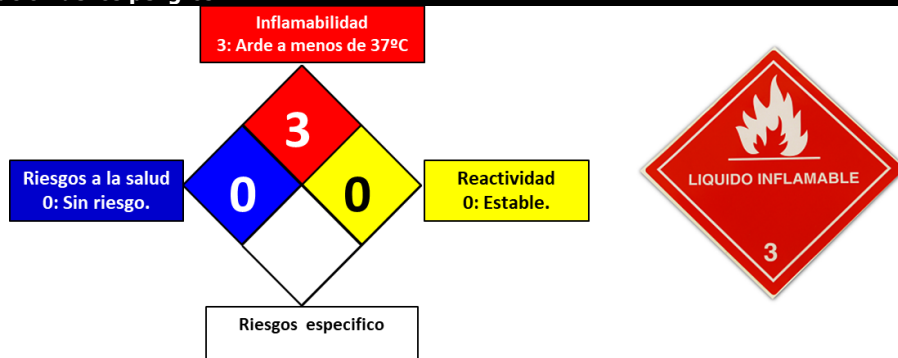 Inflamabilidad
3: Arde a menos de 37ºC
3
Riesgos a la salud
0: Sin riesgo.
0
0
Reactividad
0: Estable.
Riesgos especifico
LIQUIDO INFLAMABLE
3